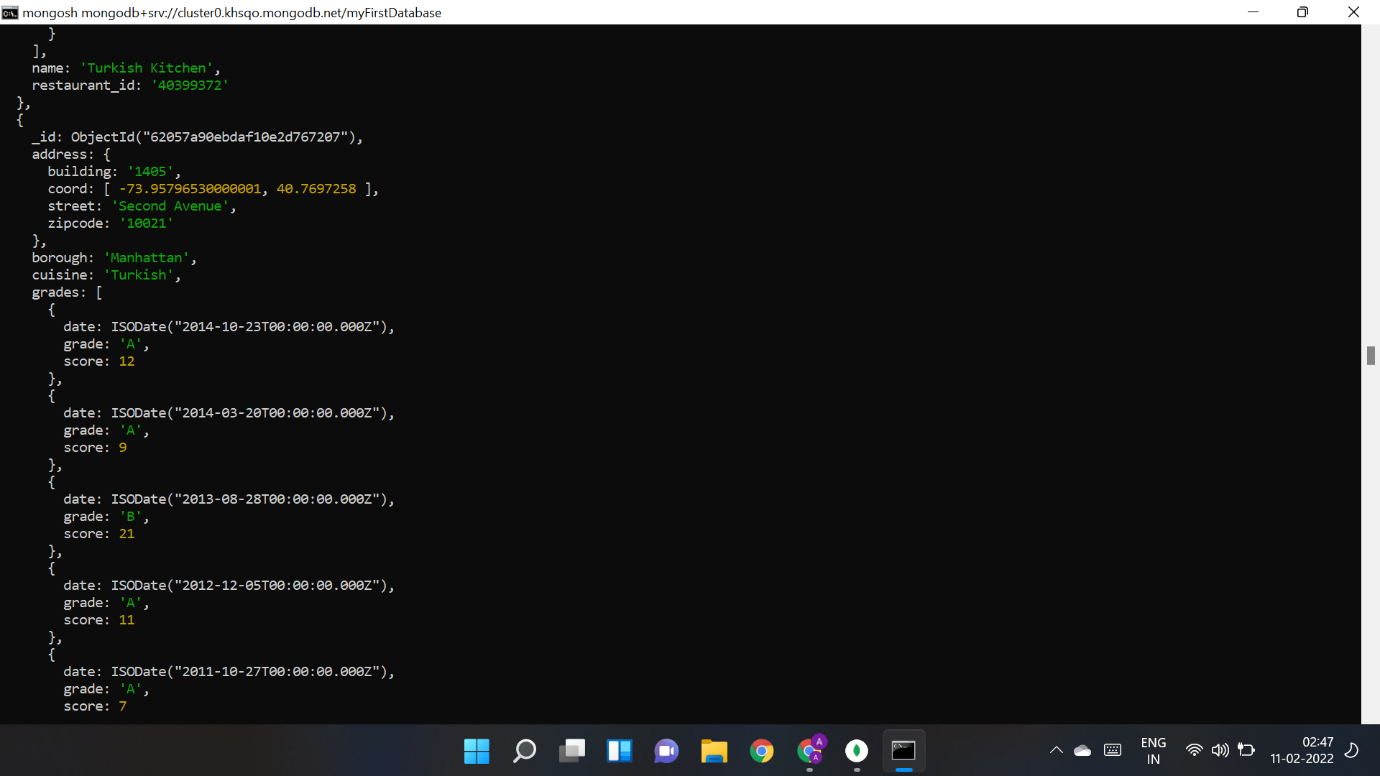 mongosh mongodb+srv://cluster0.khsqo.mongodb.net/myFirstDatabase
}
],
name: 'Turkish Kitchen',
restaurant_id: '40399372'
},
{
_id: ObjectId("62057a90ebdaf10e2d767207"),
address: {
building: '1405',
coord: [ -73.95796530000001, 40.7697258 ],
street: 'Second Avenue',
zipcode: '10021'
},
borough: 'Manhattan',
cuisine: 'Turkish',
grades: [
{
date: ISODate("2014-10-23T00:00:00.000Z"),
grade: 'A',
score: 12
},
{
date: ISODate("2014-03-20T00:00:00.000Z"),
grade: 'A',
score: 9
},
{
date: ISODate("2013-08-28T00:00:00.000Z"),
grade: 'B',
score: 21
},
{
date: ISODate("2012-12-05T00:00:00.000Z"),
grade: 'A',
score: 11
},
{
date: ISODate("2011-10-27T00:00:00.000Z"),
grade: 'A',
score: 7
A
A
ENG
IN
02:47
11-02-2022